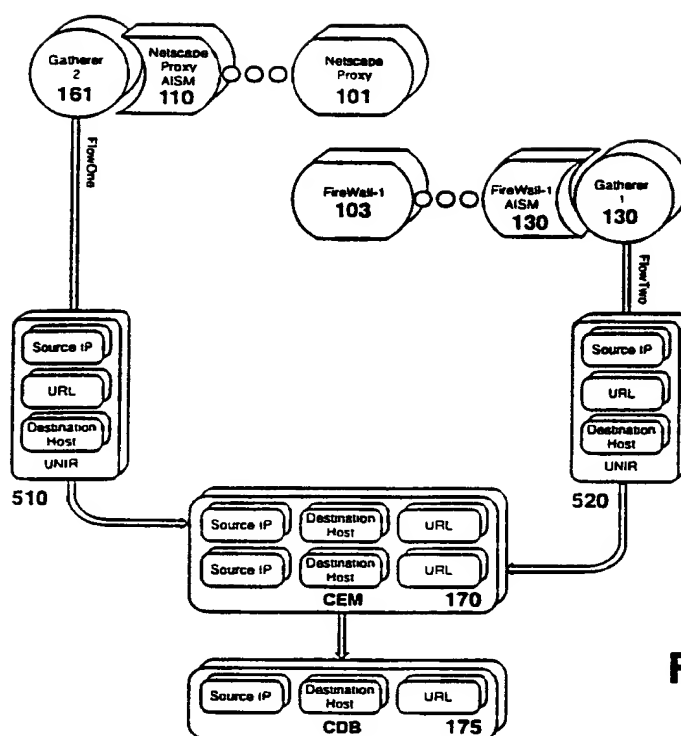 Gatherer
2
161
Netscape
Proxy
AISM
110
Netscape
Proxy
101
FlowOne
FireWall-1
103
FireWall-1
AISM
130
Gatherer
1
130
FlowTwo
Source IP
URL
Destination
Host
UNIR
510
Source IP
URL
Destination
Host
UNIR
520
Source IP
Destination
Host
URL
Source IP
Destination
Host
URL
CEM
170
Source IP
Destination
Host
URL
CDB
175